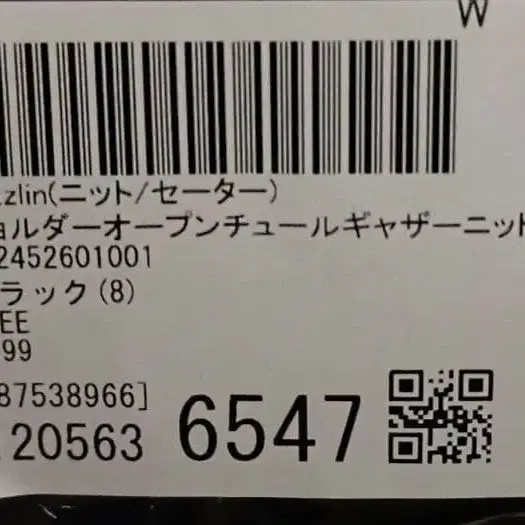 W
zlin(ニット/セーター)
ョルダーオープンチュールギャザーニット
2452601001
ラック(8)
EE
99
87538966]
120563 6547